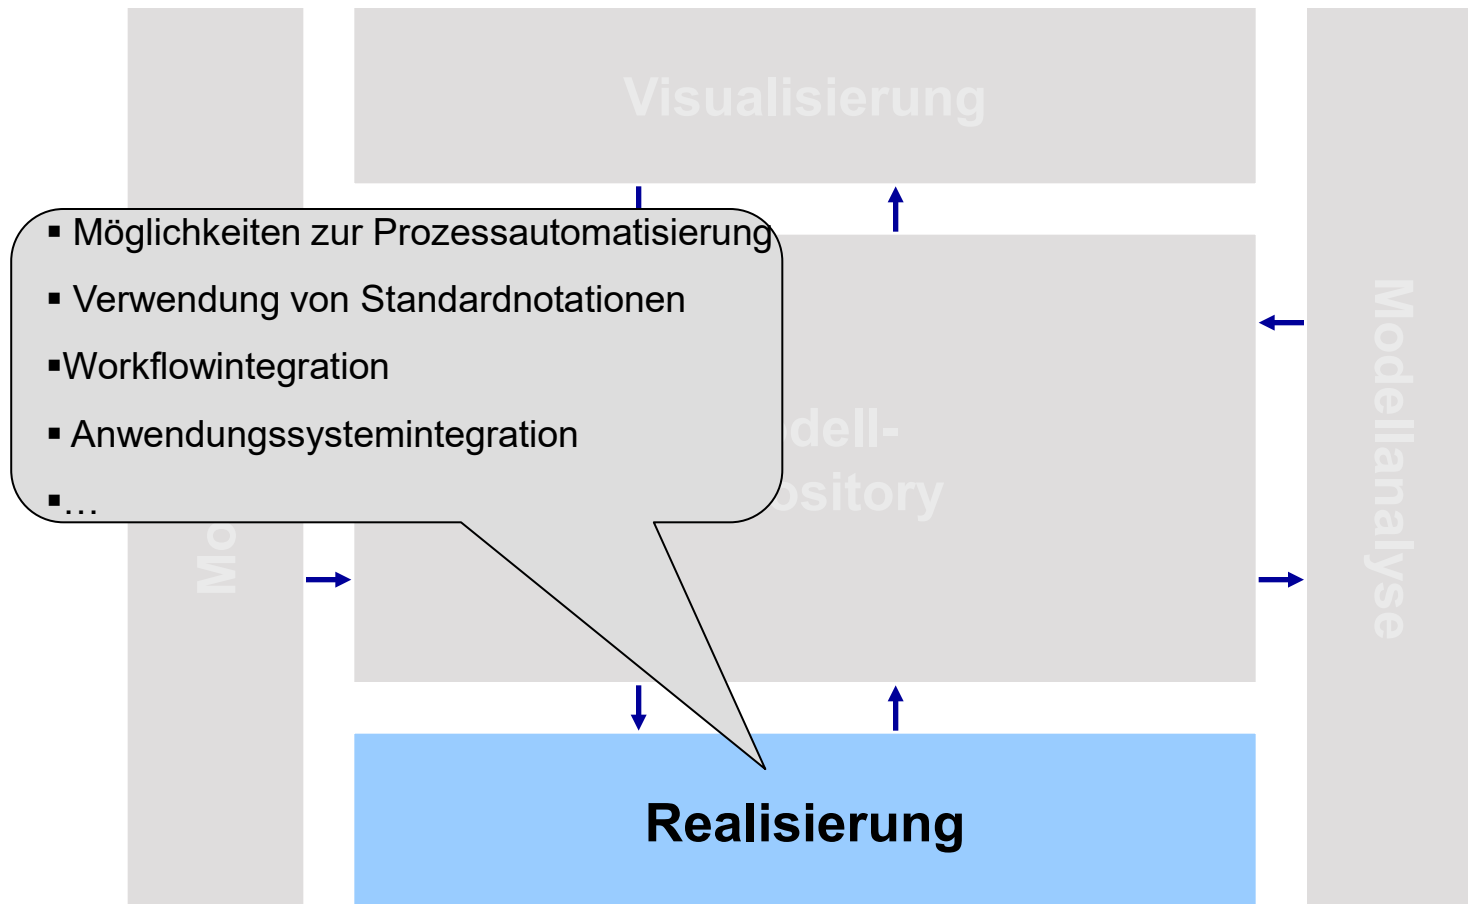 Visualisierung
▪ Möglichkeiten zur Prozessautomatisierung
▪ Verwendung von Standardnotationen
▪Workflowintegration
▪ Anwendungssystemintegration
▪…
Modellanalyse
Realisierung